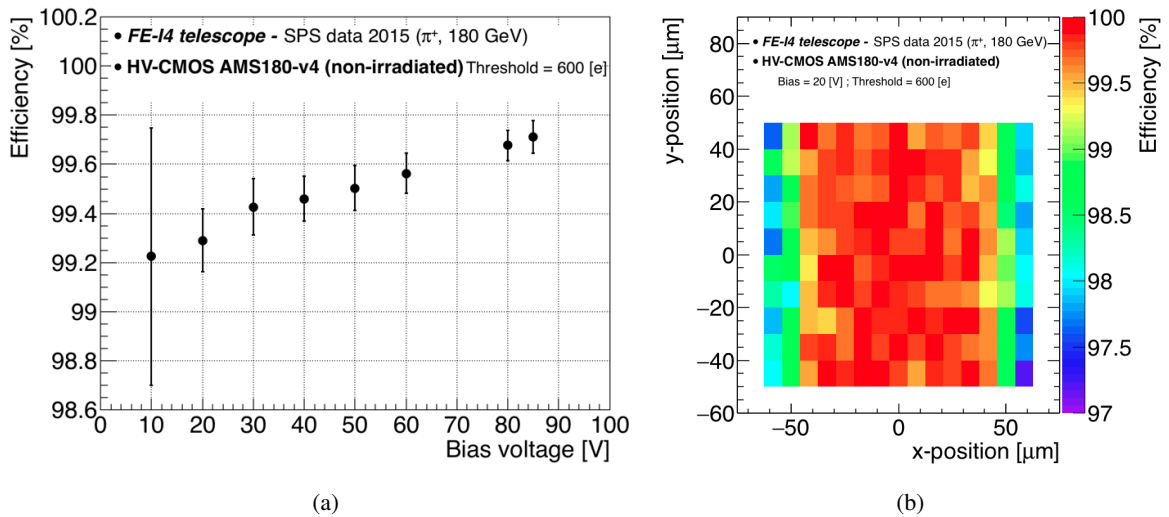 Efficiency [%]
100.2
100
99.8
99.6
99.4
99.2
99
98.8
98.6
• FE-I4 telescope - SPS data 2015 (π⁺, 180 GeV)
• HV-CMOS AMS180-v4 (non-irradiated) Threshold = 600 [e]
0 10 20 30 40 50 60 70 80 90 100
Bias voltage [V]
(a)
y-position [μm]
80
60
40
20
0
−20
−40
−60
• FE-I4 telescope - SPS data 2015 (π⁺, 180 GeV)
• HV-CMOS AMS180-v4 (non-irradiated)
Bias = 20 [V] ; Threshold = 600 [e]
−50 0 50
x-position [μm]
100
99.5
99
98.5
98
97.5
97
Efficiency [%]
(b)